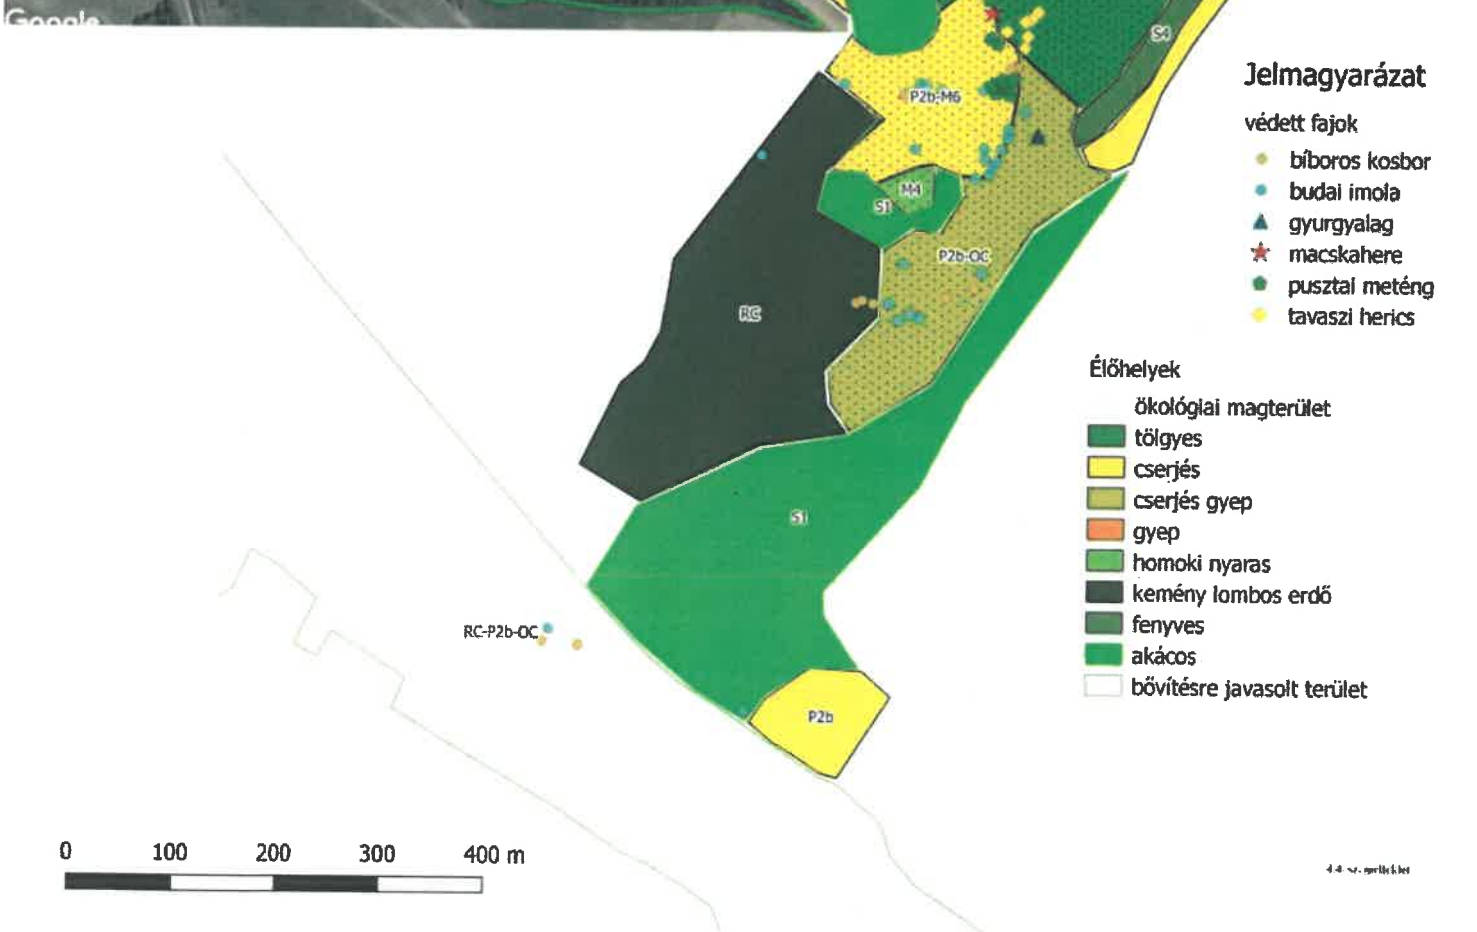 Google
S4
P2b-M6
M4
S1
P2b-OC
RC
S1
RC-P2b-OC
P2b
Jelmagyarázat
védett fajok
bíboros kosbor
budai imola
gyurgyalag
macskahere
pusztai meténg
tavaszi herics
Élőhelyek
ökológiai magterület
tölgyes
cserjés
cserjés gyep
gyep
homoki nyaras
kemény lombos erdő
fenyves
akácos
bővítésre javasolt terület
0 100 200 300 400 m